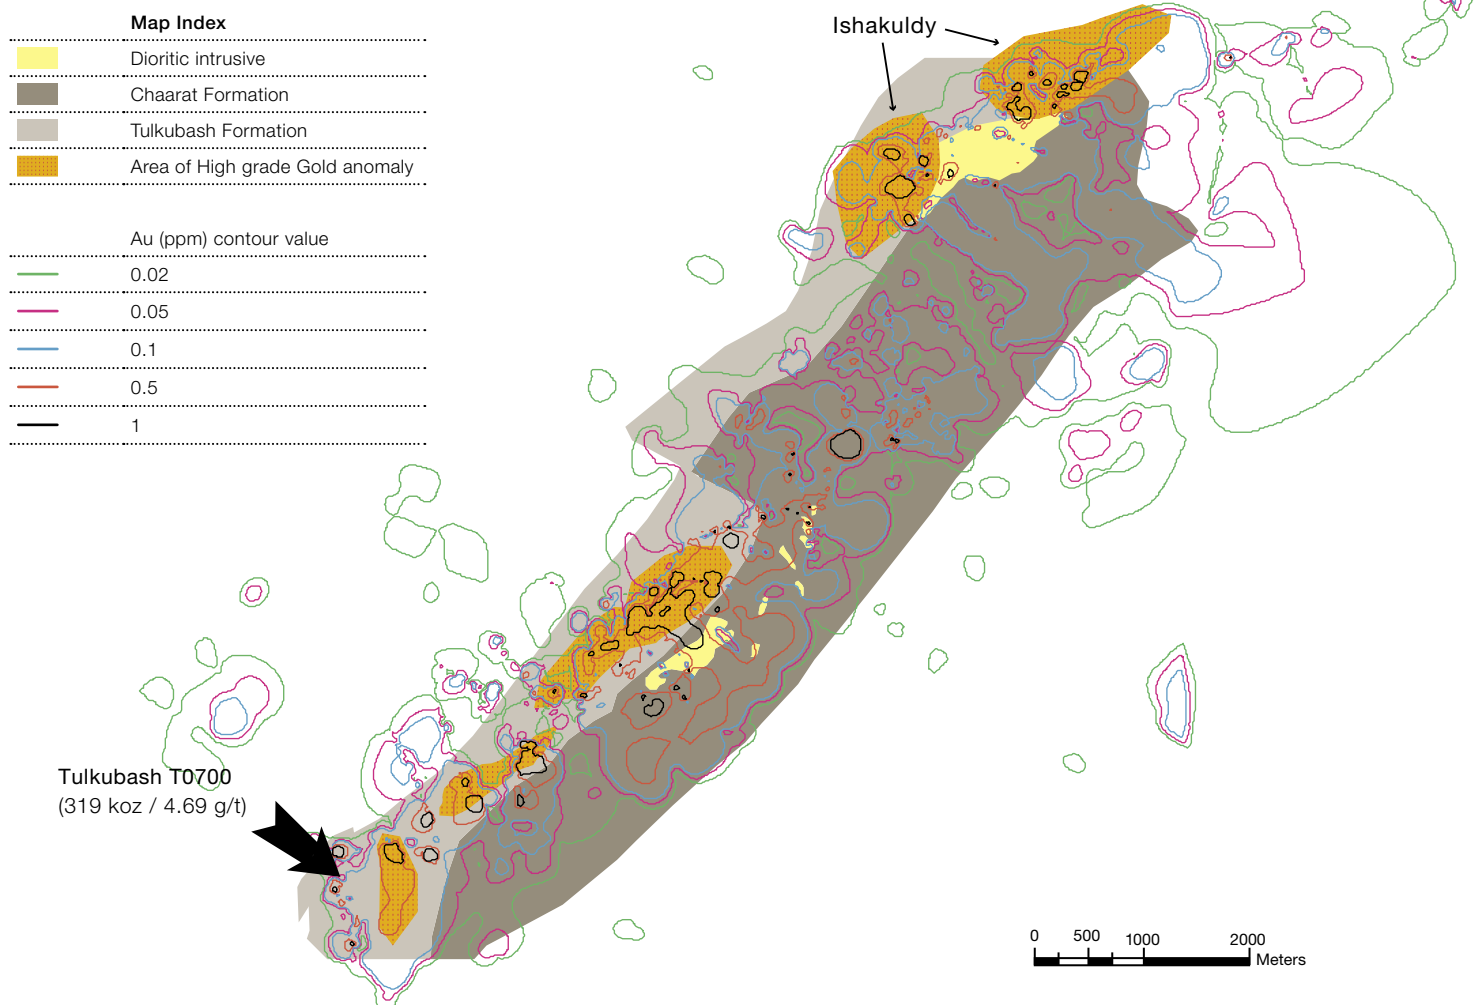 Map Index
Dioritic intrusive
Chaarat Formation
Tulkubash Formation
Area of High grade Gold anomaly
Au (ppm) contour value
0.02
0.05
0.1
0.5
1
Ishakuldy
Tulkubash T0700
(319 koz / 4.69 g/t)
0 500 1000 2000
Meters